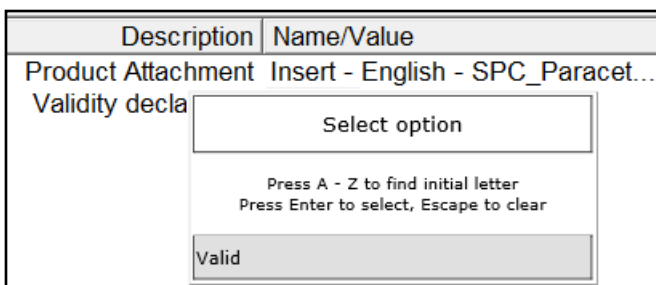 Description Name/Value
Product Attachment Insert - English - SPC_Paracet...
Validity decla
Select option
Press A - Z to find initial letter
Press Enter to select, Escape to clear
Valid